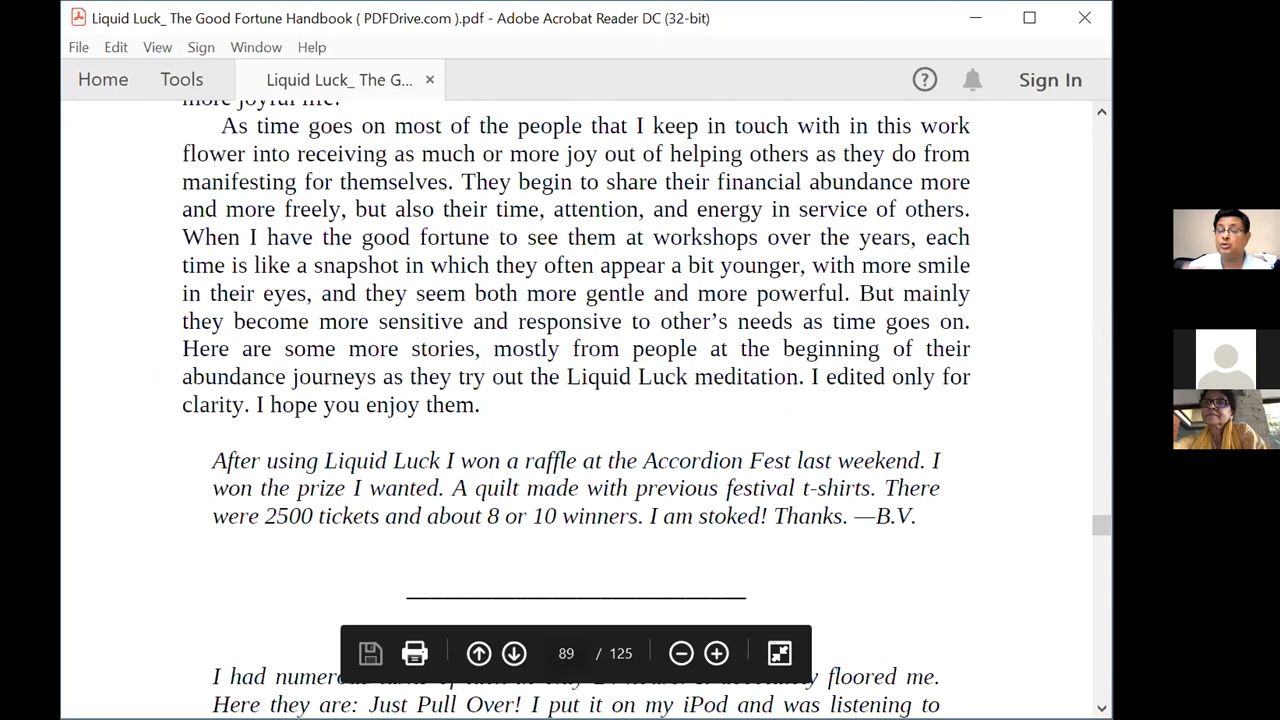 Liquid Luck_ The Good Fortune Handbook ( PDFDrive.com ).pdf - Adobe Acrobat Reader DC (32-bit)
File Edit View Sign Window Help
Home Tools Liquid Luck_ The G... × Sign In
more joyful life.
As time goes on most of the people that I keep in touch with in this work
flower into receiving as much or more joy out of helping others as they do from
manifesting for themselves. They begin to share their financial abundance more
and more freely, but also their time, attention, and energy in service of others.
When I have the good fortune to see them at workshops over the years, each
time is like a snapshot in which they often appear a bit younger, with more smile
in their eyes, and they seem both more gentle and more powerful. But mainly
they become more sensitive and responsive to other’s needs as time goes on.
Here are some more stories, mostly from people at the beginning of their
abundance journeys as they try out the Liquid Luck meditation. I edited only for
clarity. I hope you enjoy them.
After using Liquid Luck I won a raffle at the Accordion Fest last weekend. I
won the prize I wanted. A quilt made with previous festival t-shirts. There
were 2500 tickets and about 8 or 10 winners. I am stoked! Thanks. —B.V.
89 / 125
I had floored me.
Here they are: Just Pull Over! I put it on my iPod and was listening to